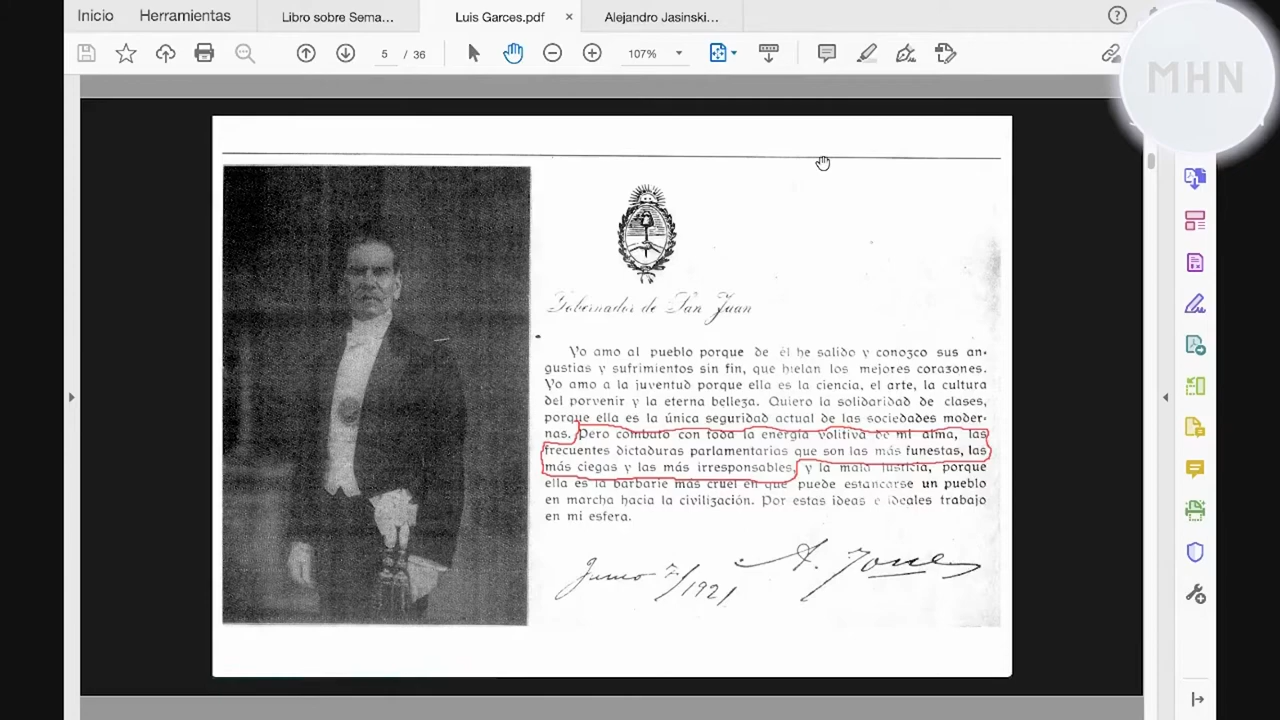 Inicio Herramientas Libro sobre Sema... Luis Garces.pdf × Alejandro Jasinski...
5 / 36 107%
MHN
Gobernador de San Juan
Yo amo al pueblo porque de él he salido y conozco sus an-
gustias y sufrimientos sin fin, que hielan los mejores corazones.
Yo amo a la juventud porque ella es la ciencia, el arte, la cultura
del porvenir y la eterna belleza. Quiero la solidaridad de clases,
porque ella es la única seguridad actual de las sociedades moder-
nas. Pero combato con toda la energía volitiva de mi alma, las
frecuentes dictaduras parlamentarias que son las más funestas, las
más ciegas y las más irresponsables, y la mala justicia, porque
ella es la barbarie más cruel en que puede estancarse un pueblo
en marcha hacia la civilización. Por estas ideas e ideales trabajo
en mi esfera.
Junio 7/1921 A. Jones